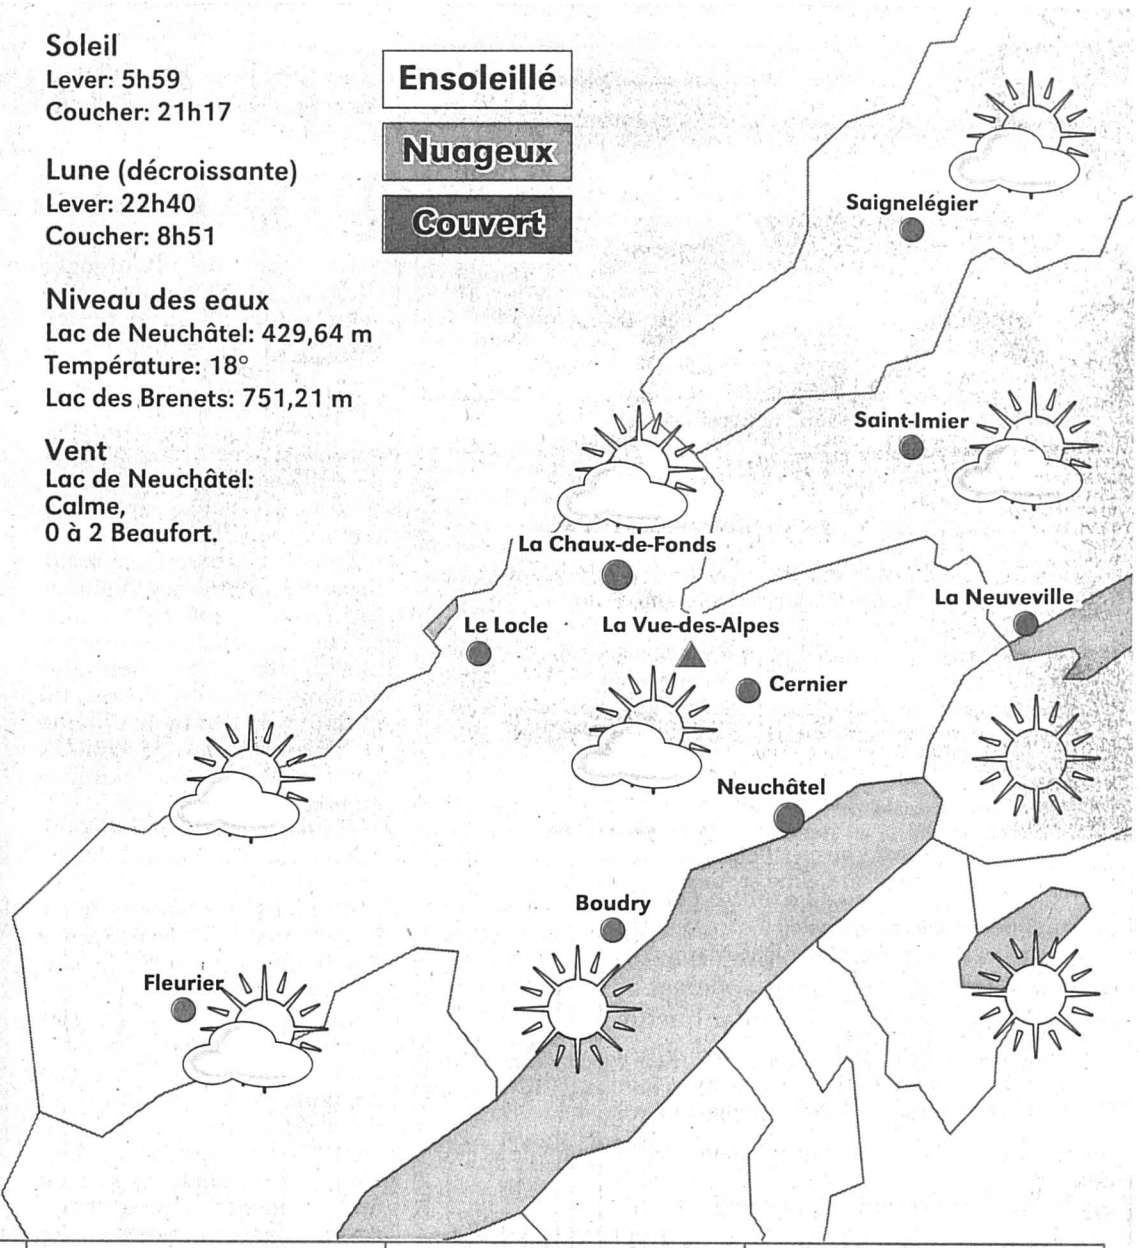 Soleil
Lever: 5h59
Coucher: 21h17
Lune (décroissante)
Lever: 22h40
Coucher: 8h51
Niveau des eaux
Lac de Neuchâtel: 429,64 m
Température: 18°
Lac des Brenets: 751,21 m
Vent
Lac de Neuchâtel:
Calme,
0 à 2 Beaufort.
Ensoleillé
Nuageux
Couvert
Saignelégier
Saint-Imier
La Chaux-de-Fonds
La Neuveville
Le Locle
La Vue-des-Alpes
Cernier
Neuchâtel
Boudry
Fleurier